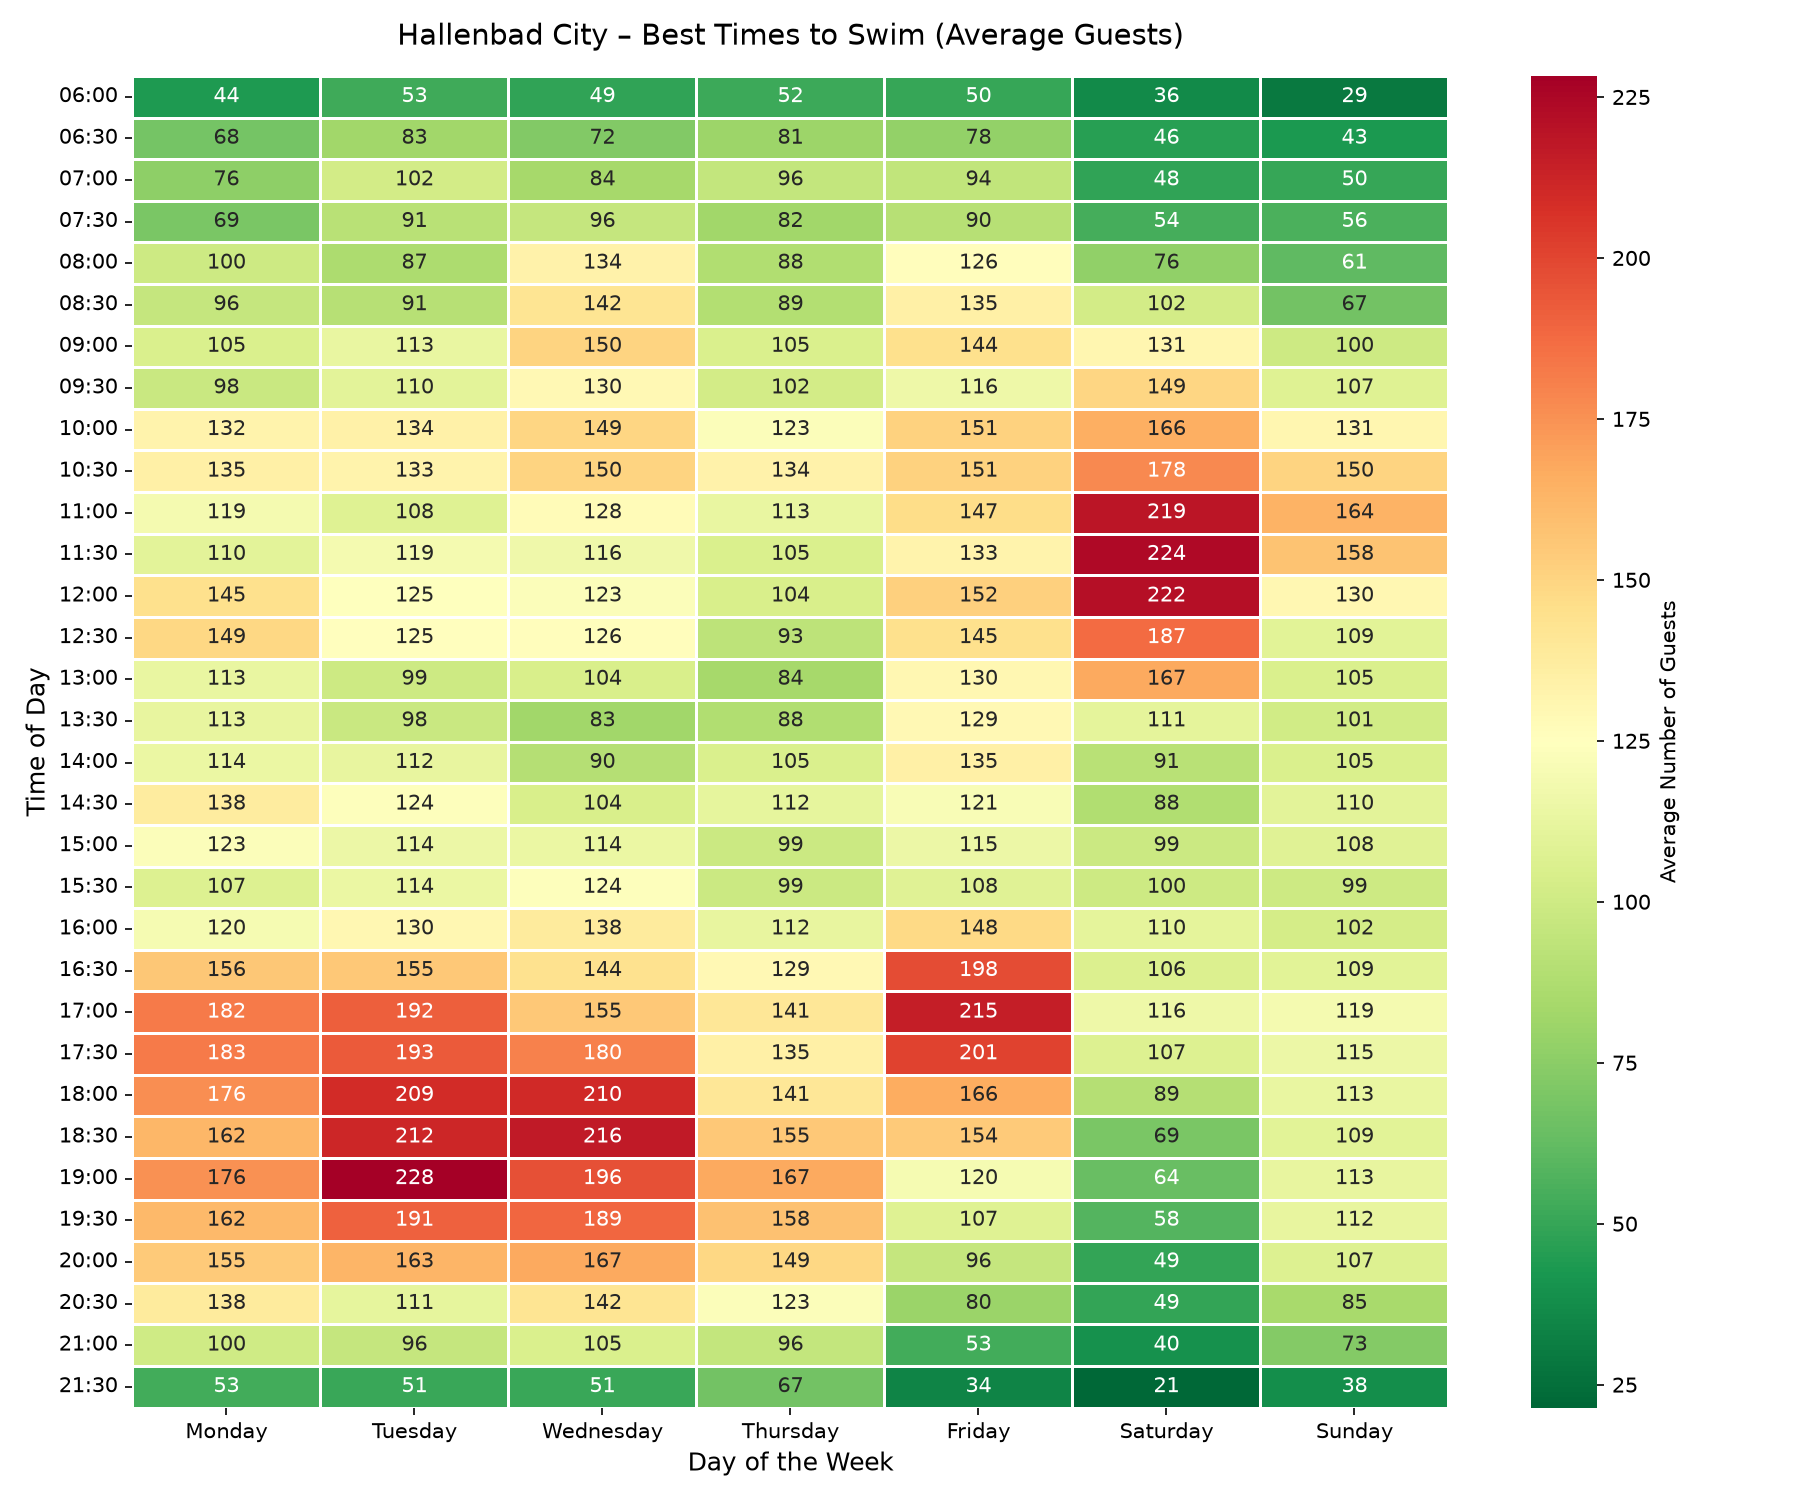 Hallenbad City – Best Times to Swim (Average Guests)
06:00 44 53 49 52 50 36 29
06:30 68 83 72 81 78 46 43
07:00 76 102 84 96 94 48 50
07:30 69 91 96 82 90 54 56
08:00 100 87 134 88 126 76 61
08:30 96 91 142 89 135 102 67
09:00 105 113 150 105 144 131 100
09:30 98 110 130 102 116 149 107
10:00 132 134 149 123 151 166 131
10:30 135 133 150 134 151 178 150
11:00 119 108 128 113 147 219 164
11:30 110 119 116 105 133 224 158
12:00 145 125 123 104 152 222 130
12:30 149 125 126 93 145 187 109
13:00 113 99 104 84 130 167 105
13:30 113 98 83 88 129 111 101
14:00 114 112 90 105 135 91 105
14:30 138 124 104 112 121 88 110
15:00 123 114 114 99 115 99 108
15:30 107 114 124 99 108 100 99
16:00 120 130 138 112 148 110 102
16:30 156 155 144 129 198 106 109
17:00 182 192 155 141 215 116 119
17:30 183 193 180 135 201 107 115
18:00 176 209 210 141 166 89 113
18:30 162 212 216 155 154 69 109
19:00 176 228 196 167 120 64 113
19:30 162 191 189 158 107 58 112
20:00 155 163 167 149 96 49 107
20:30 138 111 142 123 80 49 85
21:00 100 96 105 96 53 40 73
21:30 53 51 51 67 34 21 38
Monday Tuesday Wednesday Thursday Friday Saturday Sunday
Day of the Week
Time of Day
225
200
175
150
125
100
75
50
25
Average Number of Guests